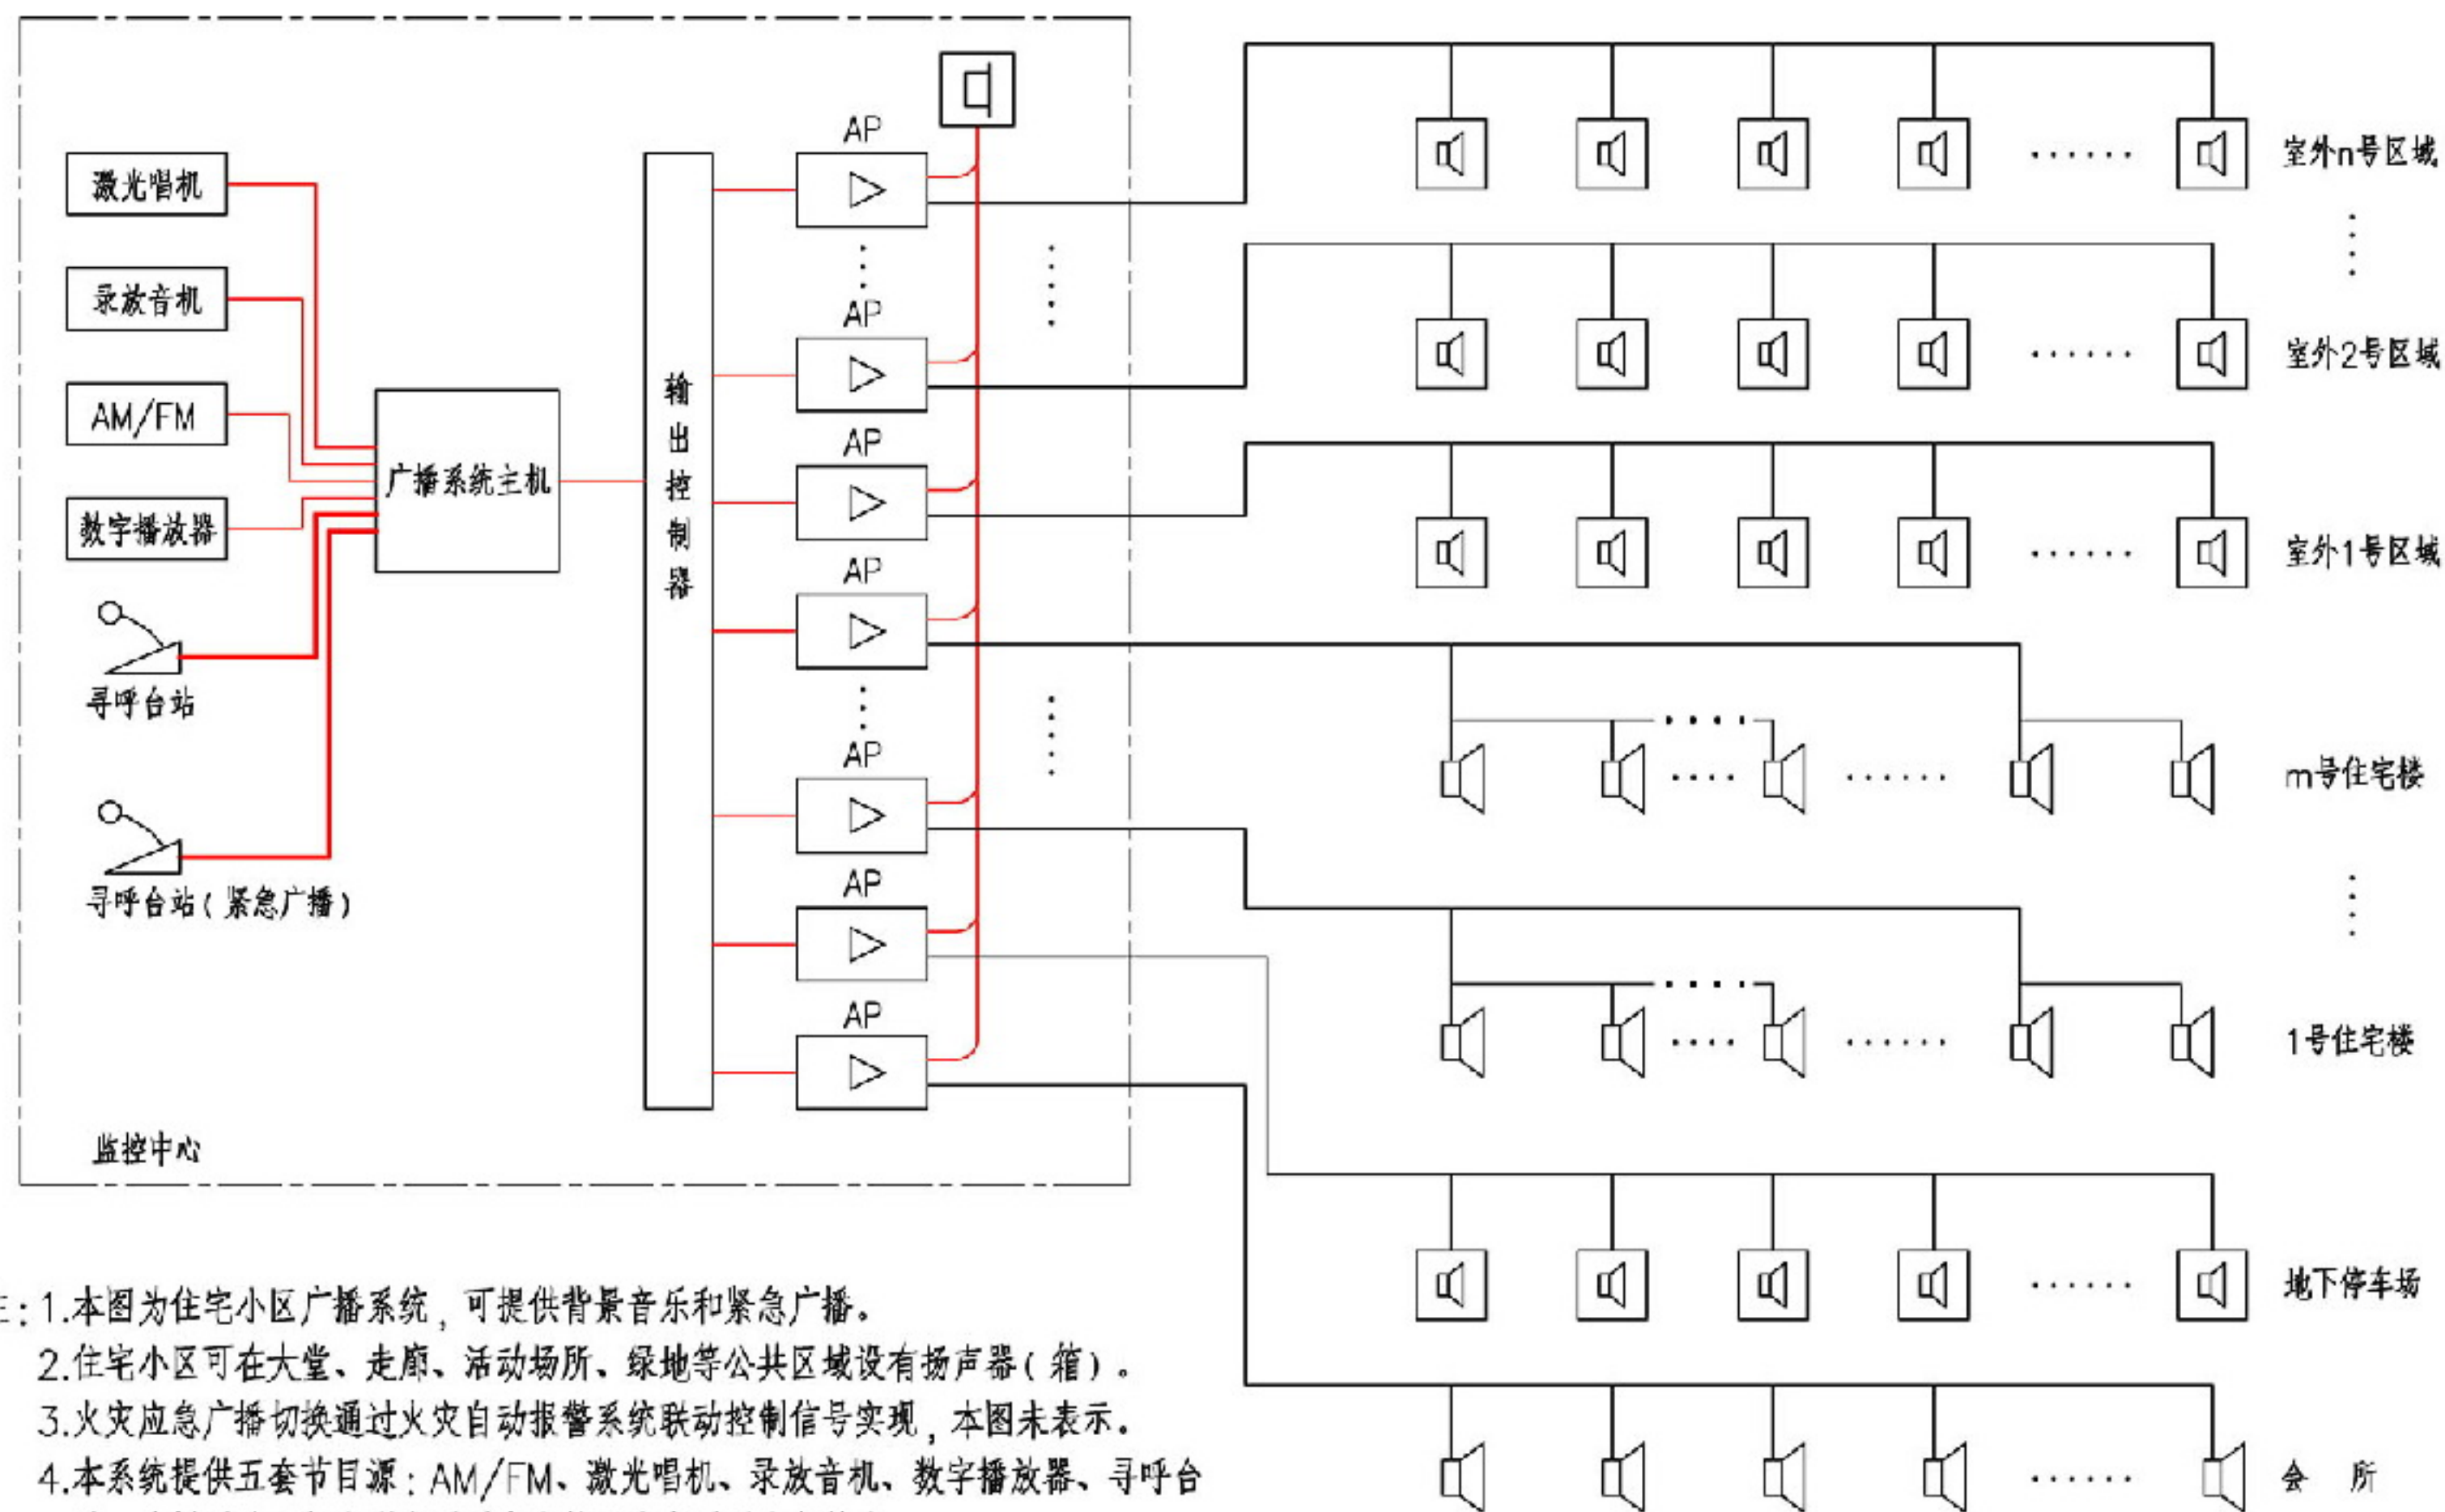 激光唱机
录放音机
AM/FM
数字播放器
寻呼台站
寻呼台站(紧急广播)
广播系统主机
输出控制器
AP
AP
AP
AP
AP
AP
AP
监控中心
室外n号区域
室外2号区域
室外1号区域
m号住宅楼
1号住宅楼
地下停车场
会 所
注:1.本图为住宅小区广播系统,可提供背景音乐和紧急广播。
2.住宅小区可在大堂、走廊、活动场所、绿地等公共区域设有扬声器(箱)。
3.火灾应急广播切换通过火灾自动报警系统联动控制信号实现,本图未表示。
4.本系统提供五套节目源:AM/FM、激光唱机、录放音机、数字播放器、寻呼台